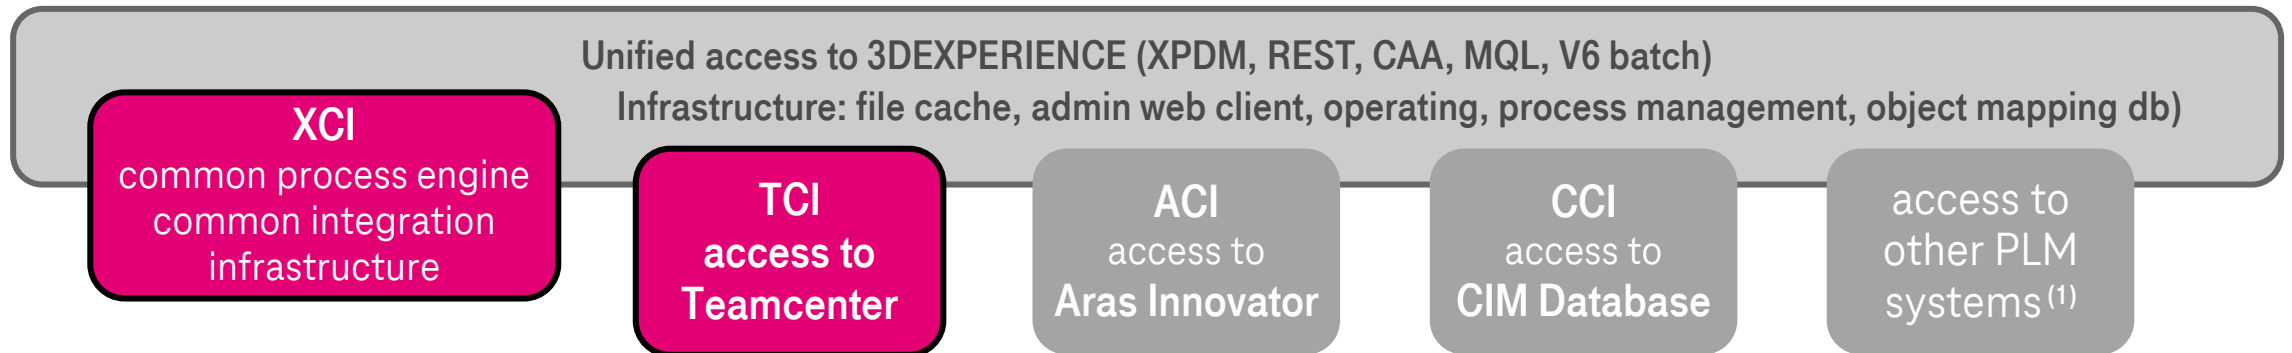 Unified access to 3DEXPERIENCE (XPDM, REST, CAA, MQL, V6 batch)
Infrastructure: file cache, admin web client, operating, process management, object mapping db)
XCI
common process engine
common integration
infrastructure
TCI
access to
Teamcenter
ACI
access to
Aras Innovator
CCI
access to
CIM Database
access to
other PLM
systems (1)